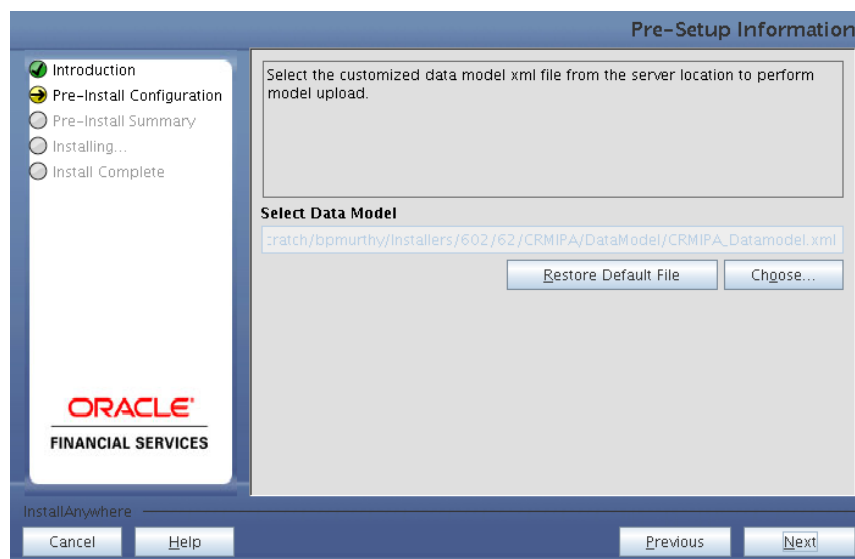 Pre-Setup Information
Introduction
Pre-Install Configuration
Pre-Install Summary
Installing...
Install Complete
Select the customized data model xml file from the server location to perform
model upload.
Select Data Model
cratch/bpmurthy/Installers/602/62/CRMIPA/DataModel/CRMIPA_Datamodel.xml
Restore Default File
Choose...
ORACLE
FINANCIAL SERVICES
InstallAnywhere
Cancel
Help
Previous
Next